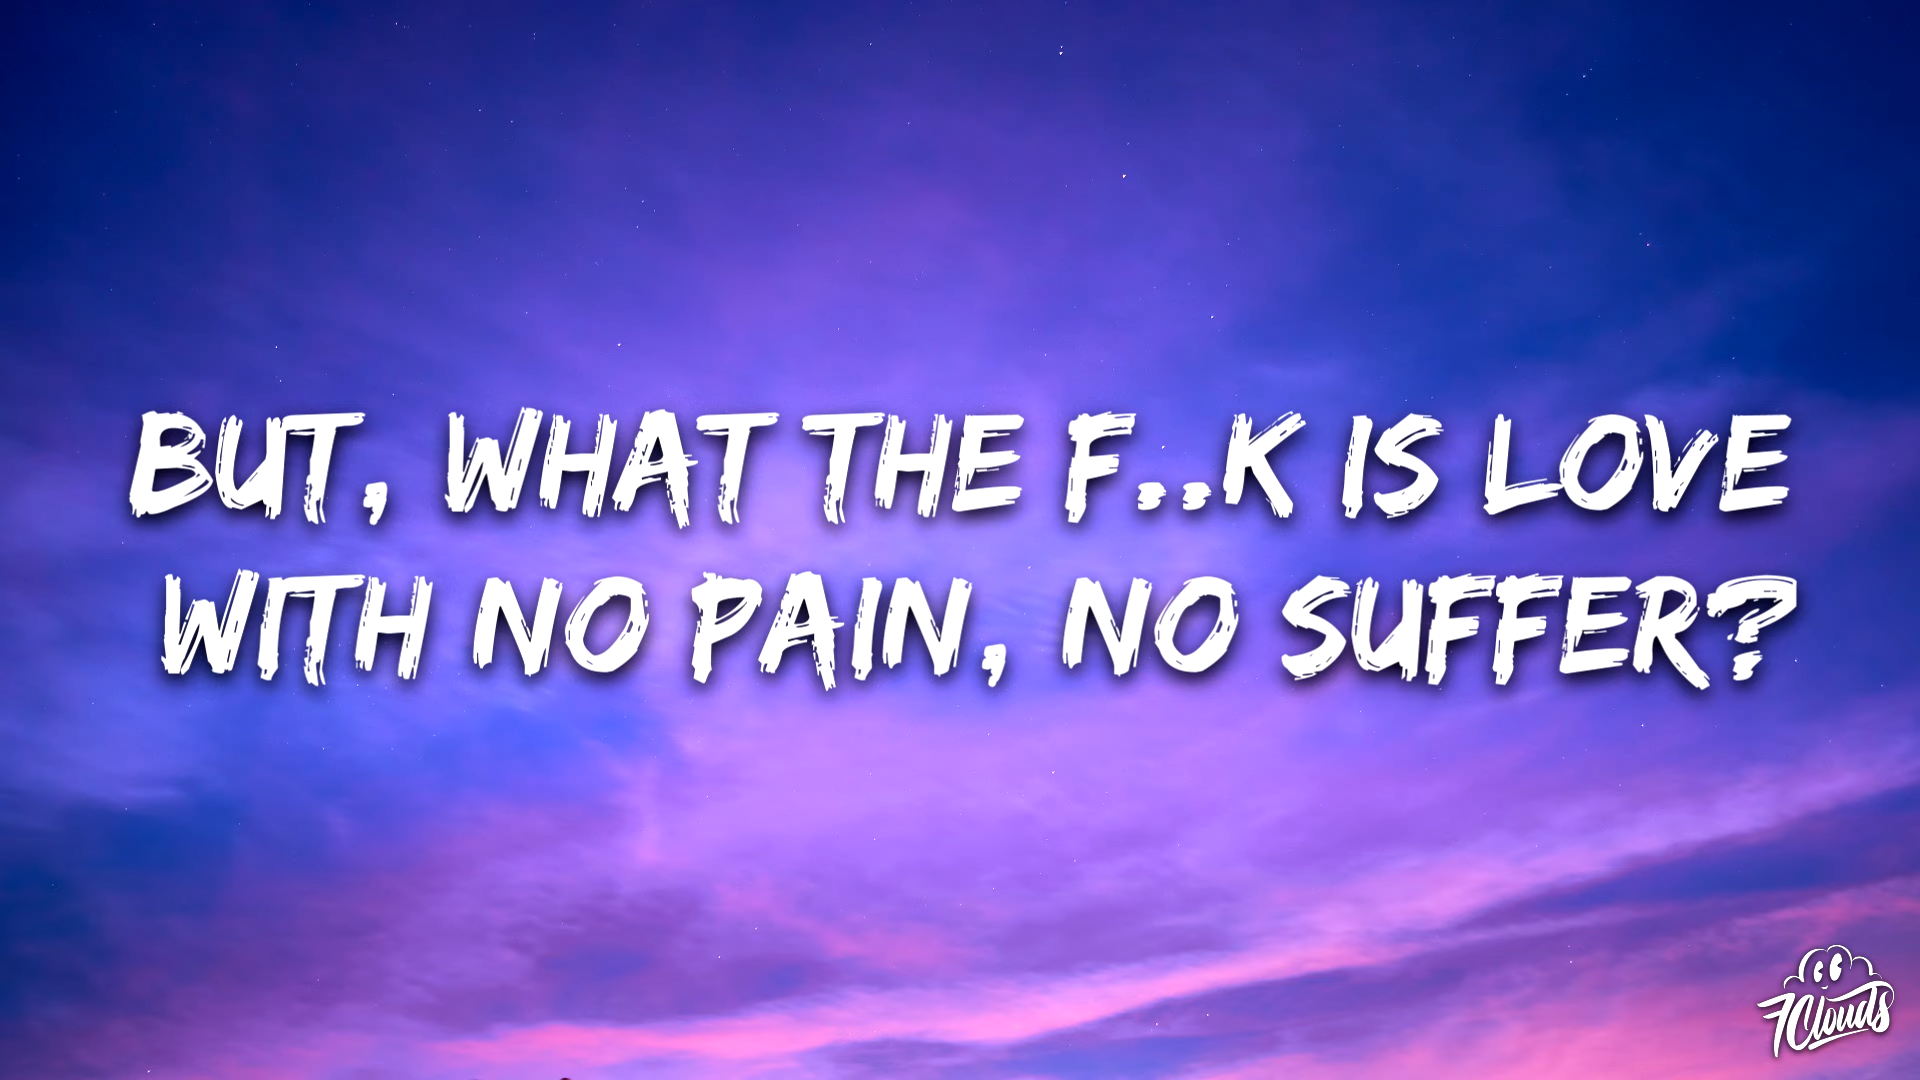 BUT, WHAT THE F..K IS LOVE
WITH NO PAIN, NO SUFFER?
7Clouds